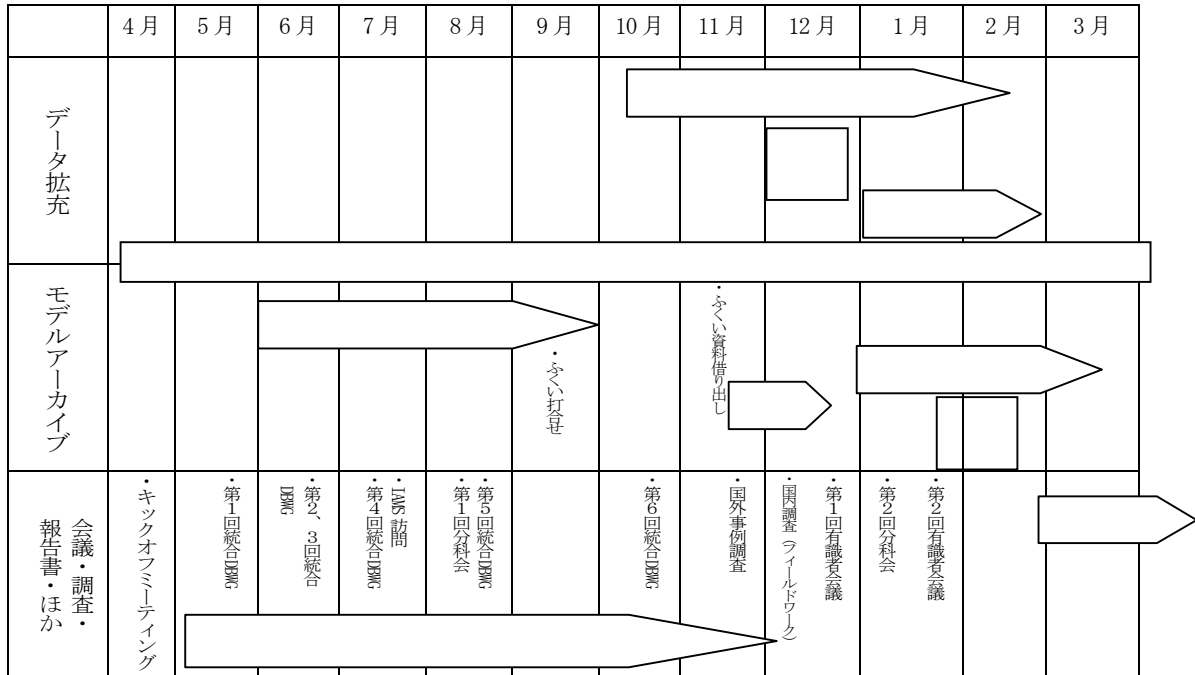 4月 5月 6月 7月 8月 9月 10月 11月 12月 1月 2月 3月
データ拡充
モデルアーカイブ
・ふくい打合せ
・ふくい資料借り出し
会議・調査・
報告書・ほか
・キックオフミーティング
・第1回統合DBWG
・第2、3回統合
DBWG
・IAMS 訪問
・第4回統合DBWG
・第5回統合DBWG
・第1回分科会
・第6回統合DBWG
・国外事例調査
・国内調査（フィールドワーク）
・第1回有識者会議
・第2回分科会
・第2回有識者会議